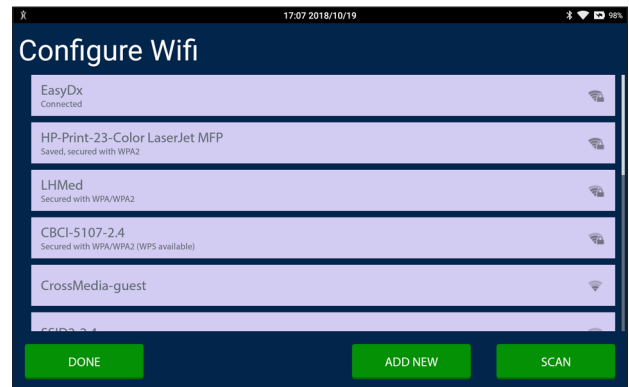 17:07 2018/10/19
98%
Configure Wifi
EasyDx
Connected
HP-Print-23-Color LaserJet MFP
Saved, secured with WPA2
LHMed
Secured with WPA/WPA2
CBCI-5107-2.4
Secured with WPA/WPA2 (WPS available)
CrossMedia-guest
DONE
ADD NEW
SCAN